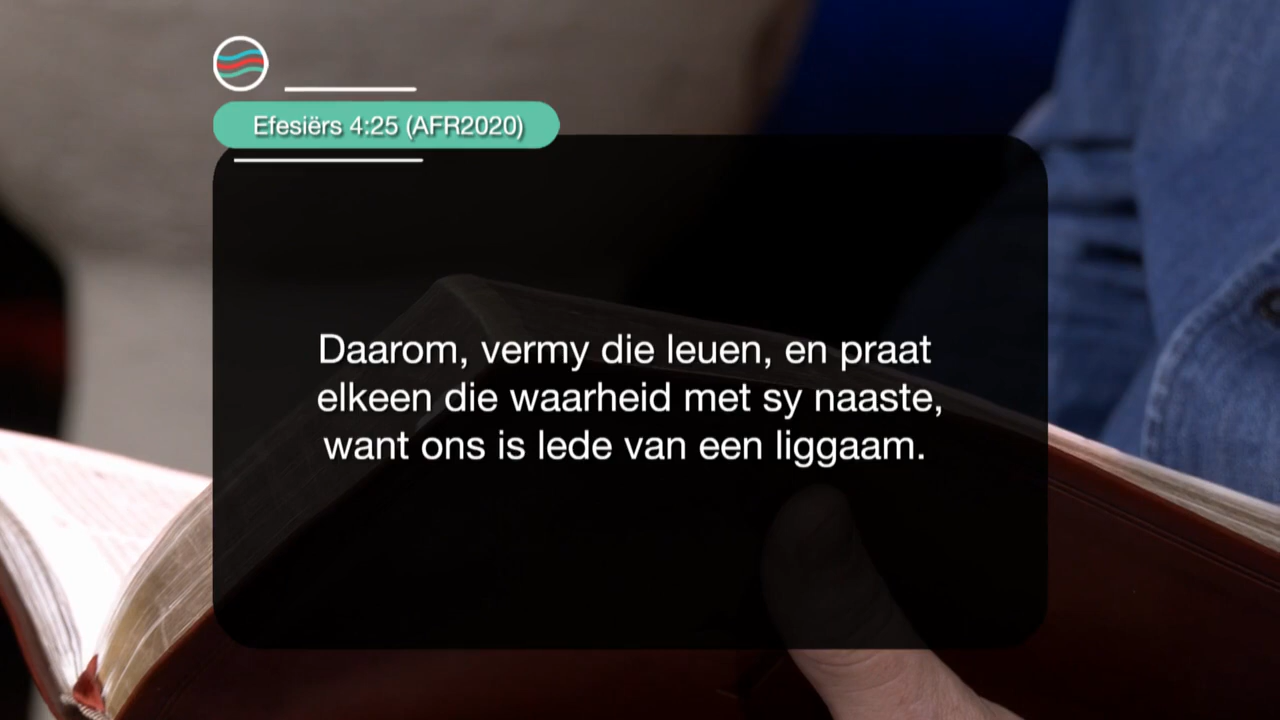 Efesiërs 4:25 (AFR2020)
Daarom, vermy die leuen, en praat
elkeen die waarheid met sy naaste,
want ons is lede van een liggaam.